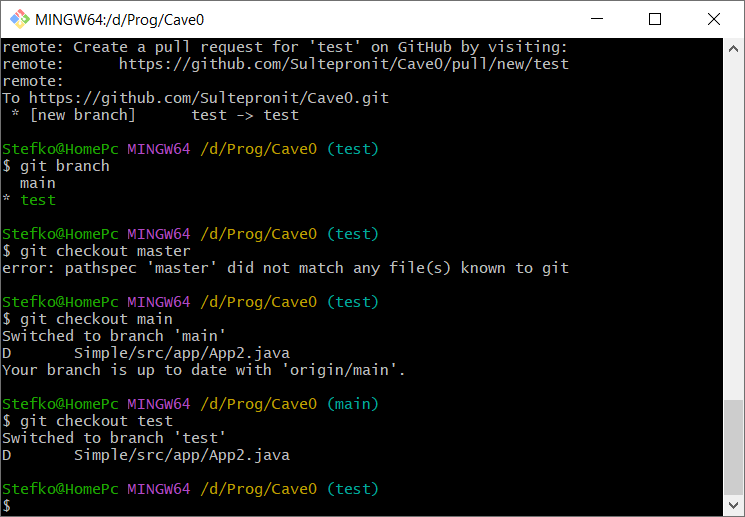 MINGW64:/d/Prog/Cave0
remote: Create a pull request for 'test' on GitHub by visiting:
remote:      https://github.com/Sultepronit/Cave0/pull/new/test
remote:
To https://github.com/Sultepronit/Cave0.git
 * [new branch]      test -> test
Stefko@HomePc MINGW64 /d/Prog/Cave0 (test)
$ git branch
  main
* test
Stefko@HomePc MINGW64 /d/Prog/Cave0 (test)
$ git checkout master
error: pathspec 'master' did not match any file(s) known to git
Stefko@HomePc MINGW64 /d/Prog/Cave0 (test)
$ git checkout main
Switched to branch 'main'
D       Simple/src/app/App2.java
Your branch is up to date with 'origin/main'.
Stefko@HomePc MINGW64 /d/Prog/Cave0 (main)
$ git checkout test
Switched to branch 'test'
D       Simple/src/app/App2.java
Stefko@HomePc MINGW64 /d/Prog/Cave0 (test)
$